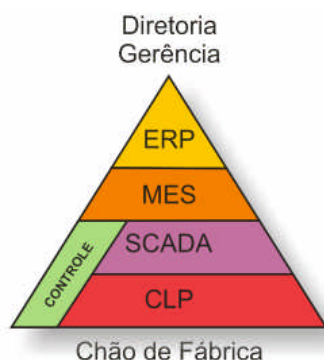 Diretoria
Gerência
ERP
MES
SCADA
CONTROLE
CLP
Chão de Fábrica